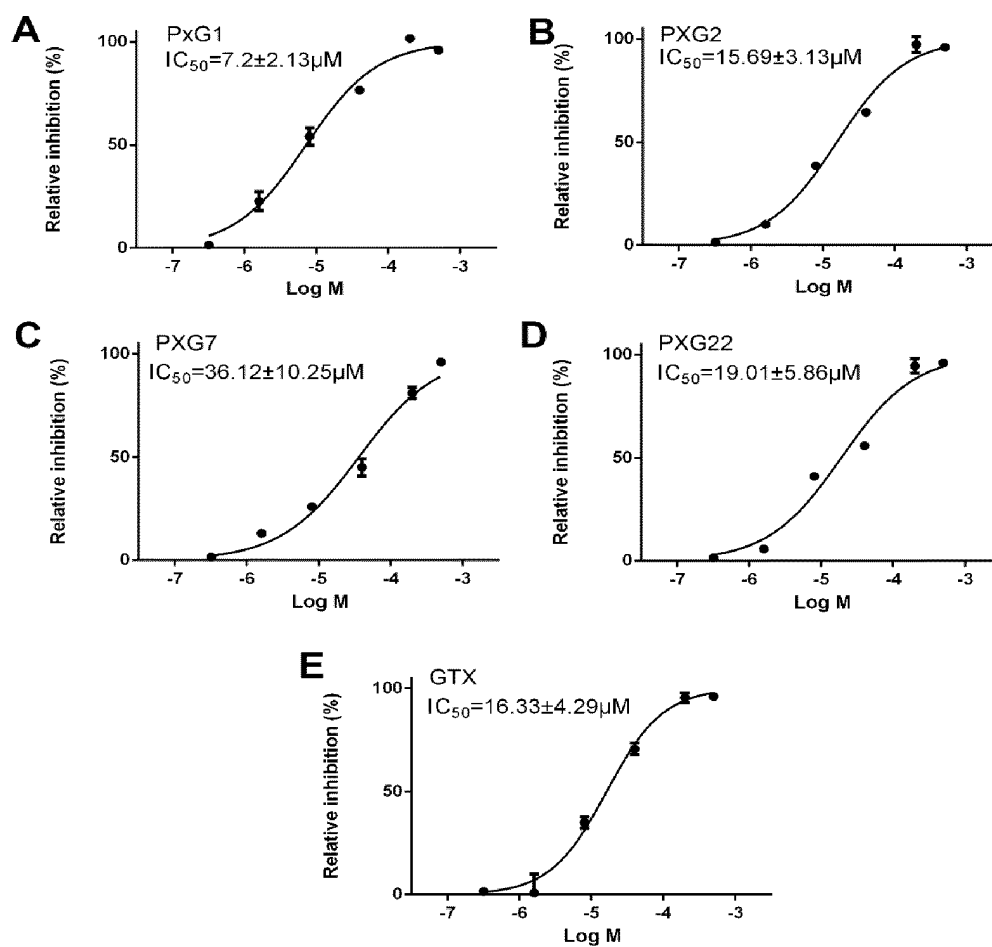 A
PxG1
IC50=7.2±2.13µM
Relative inhibition (%)
100
50
0
-7 -6 -5 -4 -3
Log M
B
PXG2
IC50=15.69±3.13µM
Relative inhibition (%)
100
50
0
-7 -6 -5 -4 -3
Log M
C
PXG7
IC50=36.12±10.25µM
Relative inhibition (%)
100
50
0
-7 -6 -5 -4 -3
Log M
D
PXG22
IC50=19.01±5.86µM
Relative inhibition (%)
100
50
0
-7 -6 -5 -4 -3
Log M
E
GTX
IC50=16.33±4.29µM
Relative inhibition (%)
100
50
0
-7 -6 -5 -4 -3
Log M